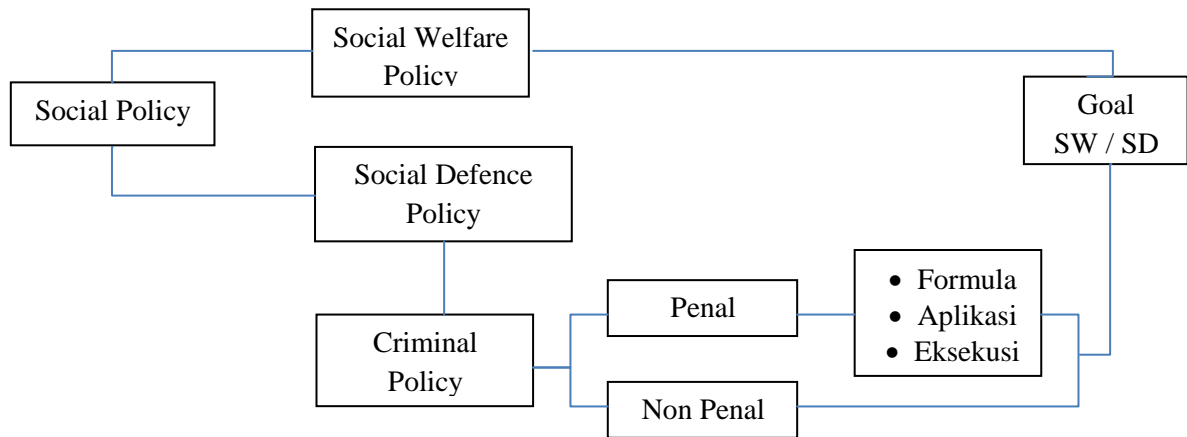 Social Welfare
Policy
Social Policy
Goal
SW / SD
Social Defence
Policy
Penal
• Formula
• Aplikasi
• Eksekusi
Criminal
Policy
Non Penal